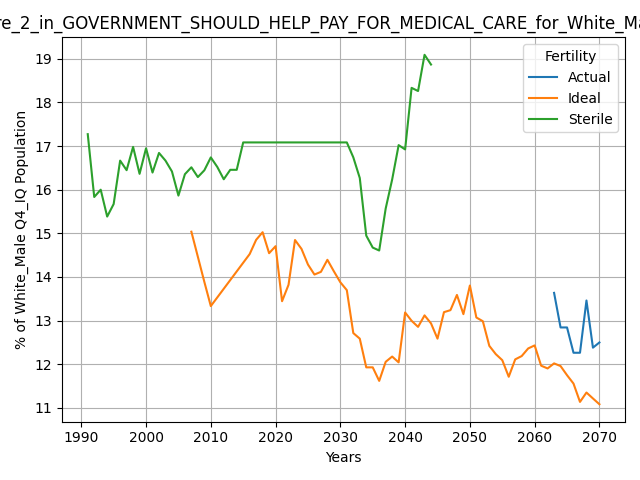 re_2_in_GOVERNMENT_SHOULD_HELP_PAY_FOR_MEDICAL_CARE_for_White_Ma
Fertility
Actual
Ideal
Sterile
% of White_Male Q4_IQ Population
19
18
17
16
15
14
13
12
11
1990 2000 2010 2020 2030 2040 2050 2060 2070
Years